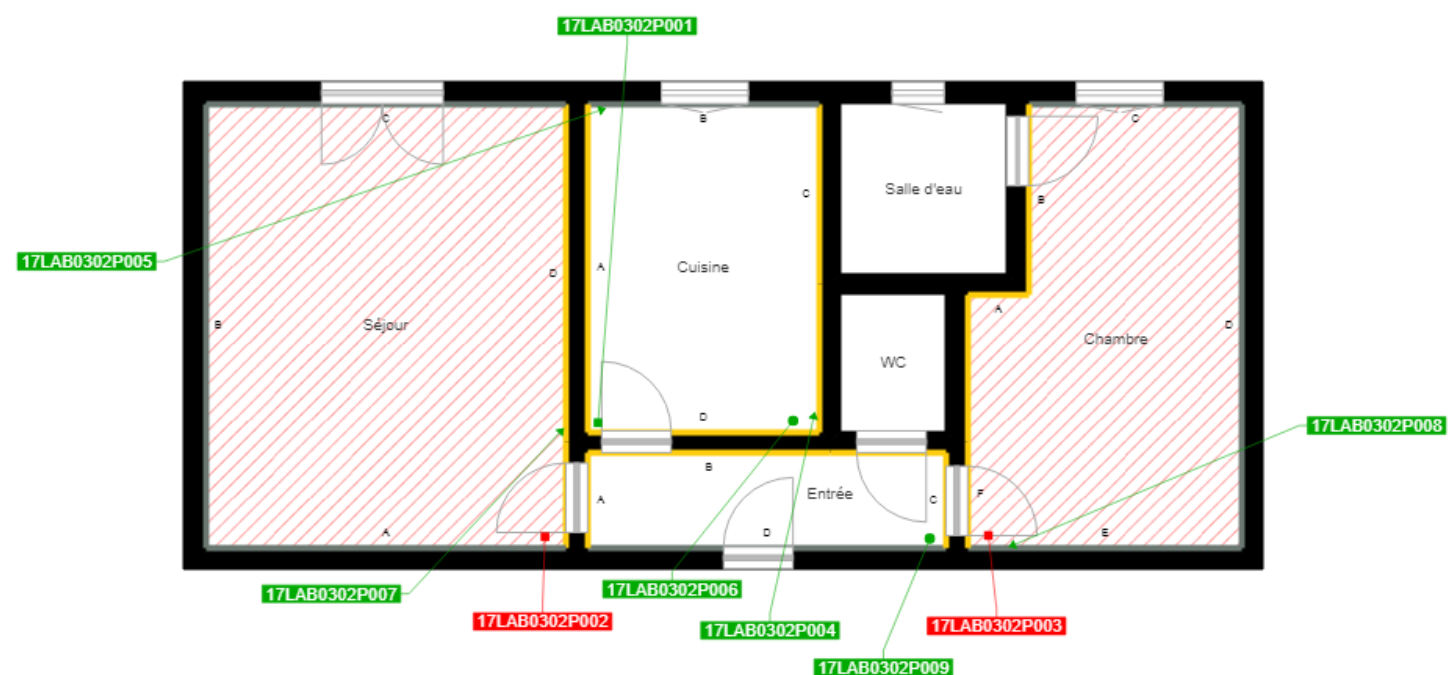 17LAB0302P001
C
B
C
B
Salle d'eau
C
B
17LAB0302P005
A
Cuisine
D
B
Séjour
A
D
Chambre
WC
D
17LAB0302P008
B
Entrée
A
C
F
A
D
E
17LAB0302P007
17LAB0302P006
17LAB0302P002
17LAB0302P004
17LAB0302P003
17LAB0302P009